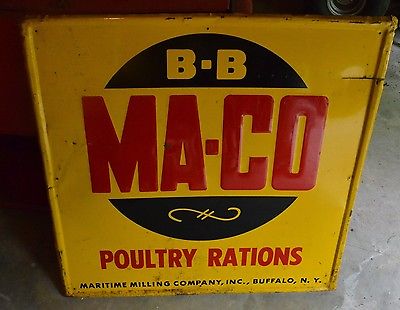 B·B
MA·CO
POULTRY RATIONS
MARITIME MILLING COMPANY, INC., BUFFALO, N. Y.